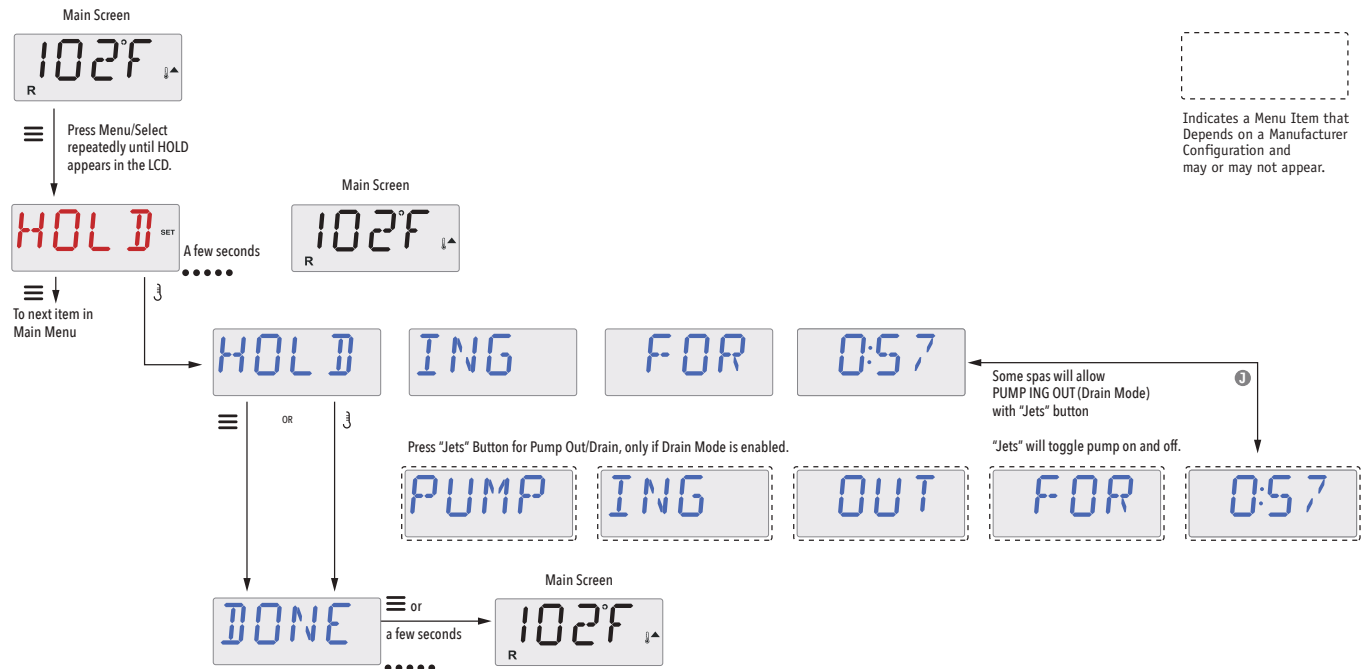 Main Screen
102°F
R
Press Menu/Select
repeatedly until HOLD
appears in the LCD.
Indicates a Menu Item that
Depends on a Manufacturer
Configuration and
may or may not appear.
HOLD SET
A few seconds
Main Screen
102°F
R
To next item in
Main Menu
HOLD
ING
FOR
0:57
OR
Some spas will allow
PUMP ING OUT (Drain Mode)
with "Jets" button
J
Press "Jets" Button for Pump Out/Drain, only if Drain Mode is enabled.
"Jets" will toggle pump on and off.
PUMP
ING
OUT
FOR
0:57
DONE
or
a few seconds
Main Screen
102°F
R